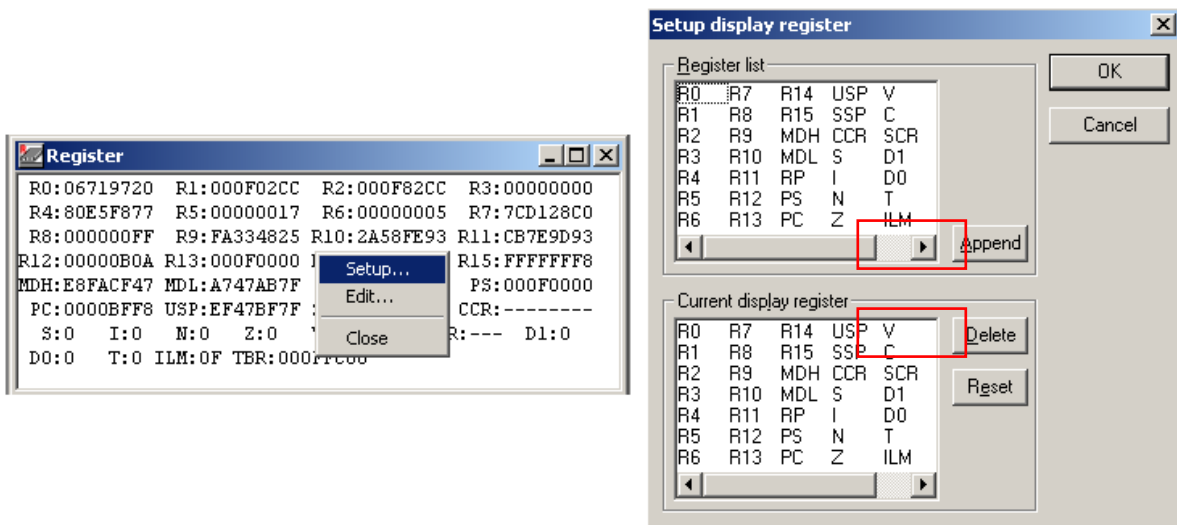 Register
R0:06719720 R1:000F02CC R2:000F82CC R3:00000000
R4:80E5F877 R5:00000017 R6:00000005 R7:7CD128C0
R8:000000FF R9:FA334825 R10:2A58FE93 R11:CB7E9D93
R12:00000B0A R13:000F0000 R15:FFFFFFF8
MDH:E8FACF47 MDL:A747AB7F PS:000F0000
PC:0000BFF8 USP:EF47BF7F CCR:--------
S:0 I:0 N:0 Z:0 :--- D1:0
D0:0 T:0 ILM:0F TBR:000FFC00
Setup...
Edit...
Close
Setup display register
Register list
R0 R7 R14 USP V
R1 R8 R15 SSP C
R2 R9 MDH CCR SCR
R3 R10 MDL S D1
R4 R11 RP I D0
R5 R12 PS N T
R6 R13 PC Z ILM
Append
OK
Cancel
Current display register
R0 R7 R14 USP V
R1 R8 R15 SSP C
R2 R9 MDH CCR SCR
R3 R10 MDL S D1
R4 R11 RP I D0
R5 R12 PS N T
R6 R13 PC Z ILM
Delete
Reset